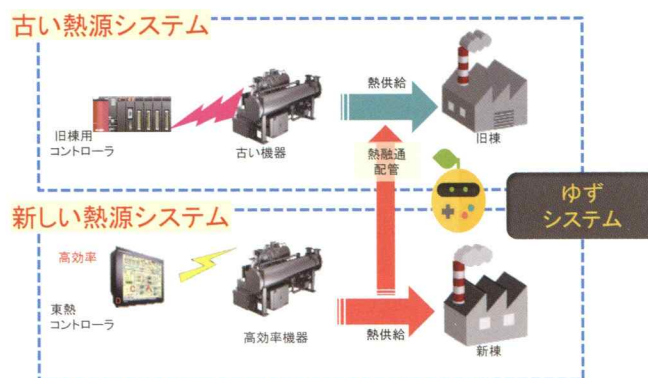 古い熱源システム
熱供給
旧棟用
コントローラ
古い機器
旧棟
熱融通
配管
ゆず
システム
新しい熱源システム
高効率
東熱
コントローラ
高効率機器
熱供給
新棟